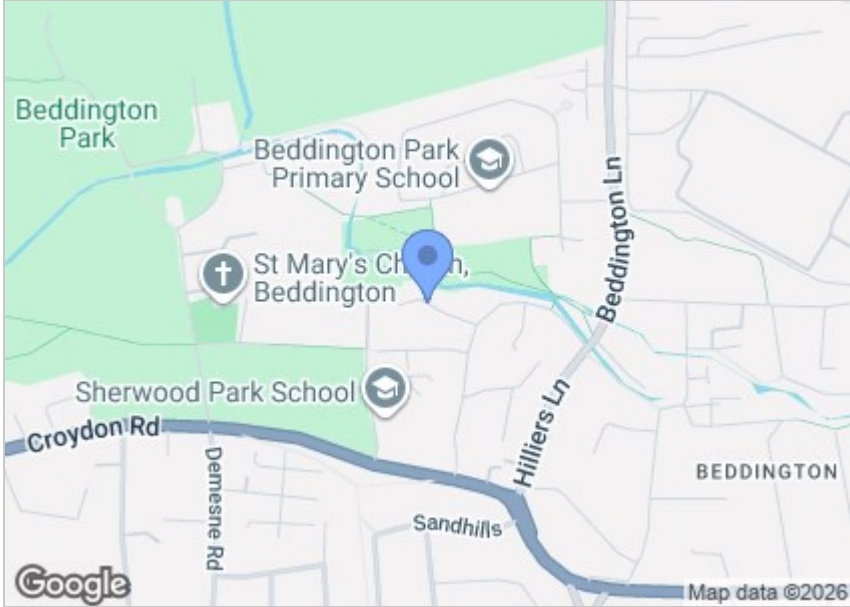 Beddington
Park
Beddington Park
Primary School
Beddington Ln
St Mary's Church,
Beddington
Sherwood Park School
Croydon Rd
Demesne Rd
Hilliers Ln
BEDDINGTON
Sandhills
Google
Map data ©2026